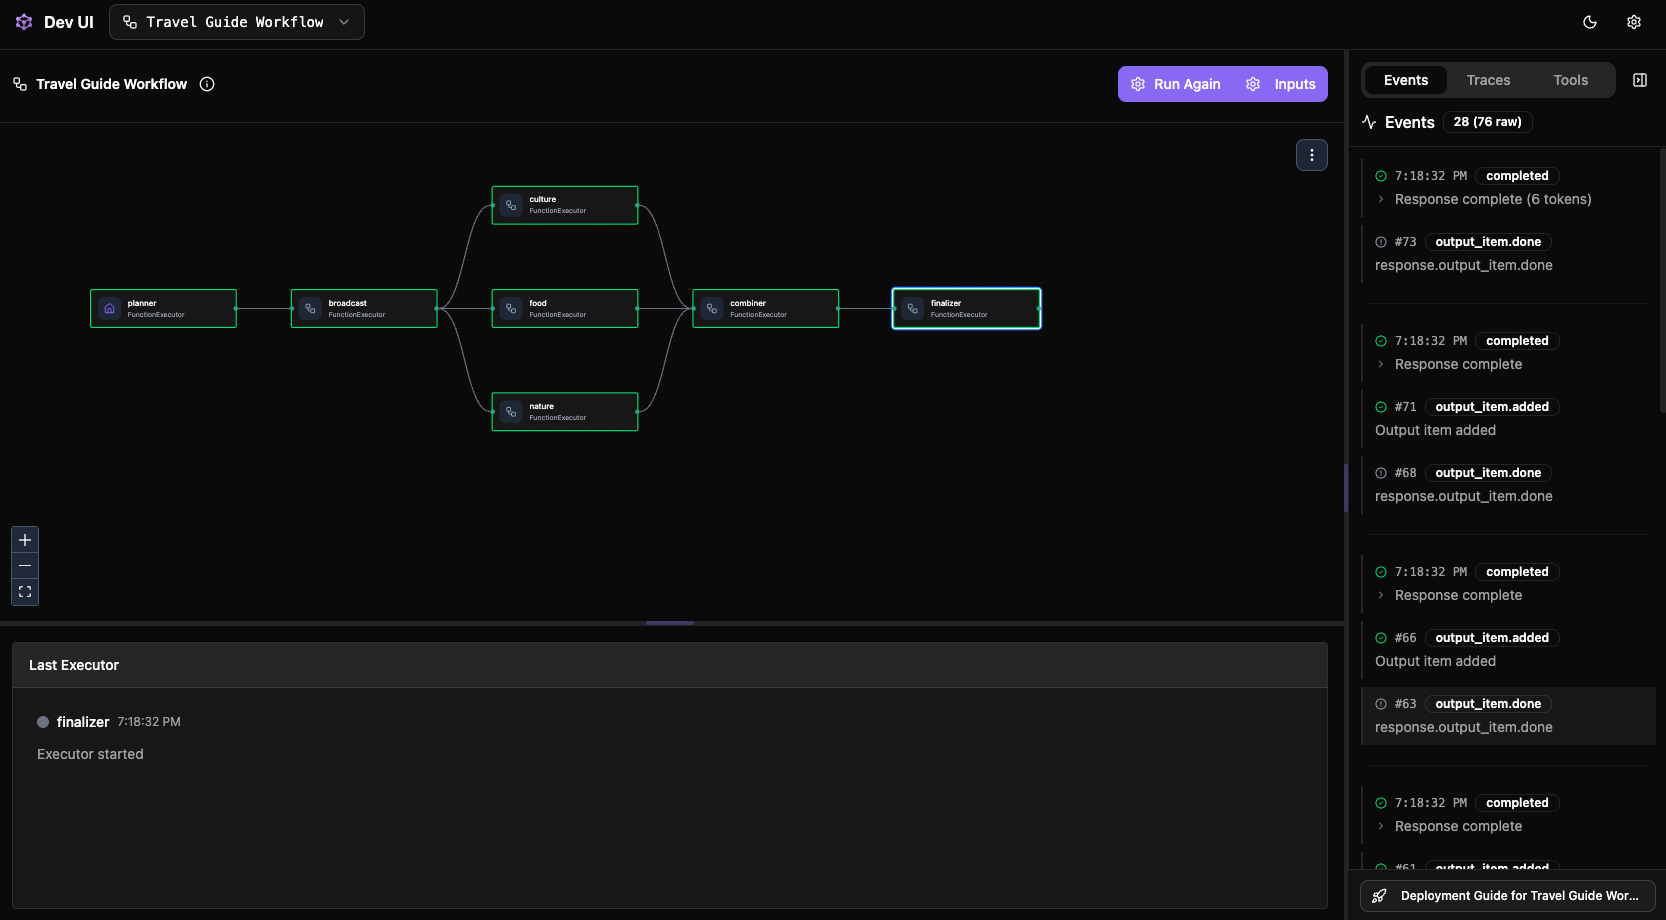 Dev UI
Travel Guide Workflow
Travel Guide Workflow
Run Again
Inputs
culture
FunctionExecutor
planner
FunctionExecutor
broadcast
FunctionExecutor
food
FunctionExecutor
combiner
FunctionExecutor
finalizer
FunctionExecutor
nature
FunctionExecutor
Last Executor
finalizer 7:18:32 PM
Executor started
Events
Traces
Tools
Events 28 (76 raw)
7:18:32 PM completed
Response complete (6 tokens)
#73 output_item.done
response.output_item.done
7:18:32 PM completed
Response complete
#71 output_item.added
Output item added
#68 output_item.done
response.output_item.done
7:18:32 PM completed
Response complete
#66 output_item.added
Output item added
#63 output_item.done
response.output_item.done
7:18:32 PM completed
Response complete
#61 output_item.added
Deployment Guide for Travel Guide Wor...